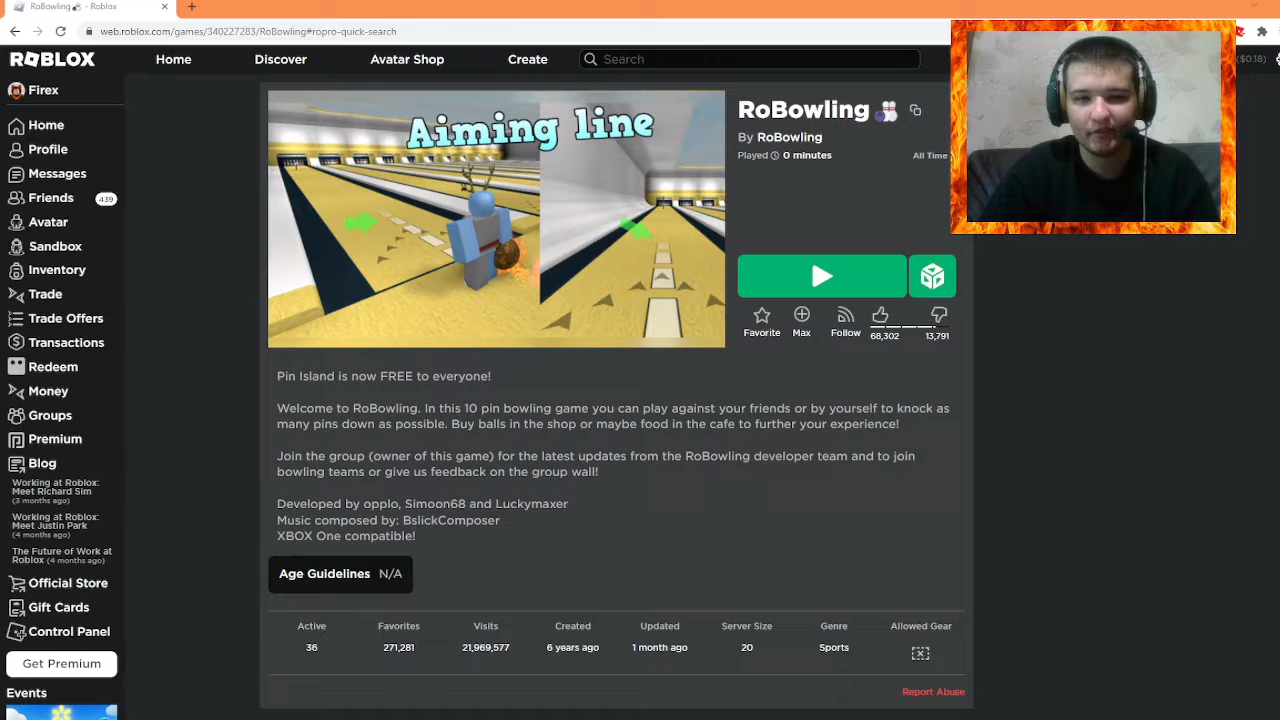 RoBowling - Roblox
web.roblox.com/games/340227283/RoBowling#ropro-quick-search
ROBLOX
Home
Discover
Avatar Shop
Create
Search
($0.18)
Firex
Home
Profile
Messages
Friends
439
Avatar
Sandbox
Inventory
Trade
Trade Offers
Transactions
Redeem
Money
Groups
Premium
Blog
Working at Roblox:
Meet Richard Sim
(3 months ago)
Working at Roblox:
Meet Justin Park
(4 months ago)
The Future of Work at
Roblox (4 months ago)
Official Store
Gift Cards
Control Panel
Get Premium
Events
Aiming line
RoBowling
By RoBowling
Played 0 minutes
All Time
Favorite
Max
Follow
68,302
13,791
Pin Island is now FREE to everyone!
Welcome to RoBowling. In this 10 pin bowling game you can play against your friends or by yourself to knock as
many pins down as possible. Buy balls in the shop or maybe food in the cafe to further your experience!
Join the group (owner of this game) for the latest updates from the RoBowling developer team and to join
bowling teams or give us feedback on the group wall!
Developed by opplo, Simoon68 and Luckymaxer
Music composed by: BslickComposer
XBOX One compatible!
Age Guidelines N/A
Active
Favorites
Visits
Created
Updated
Server Size
Genre
Allowed Gear
36
271,281
21,969,577
6 years ago
1 month ago
20
Sports
Report Abuse